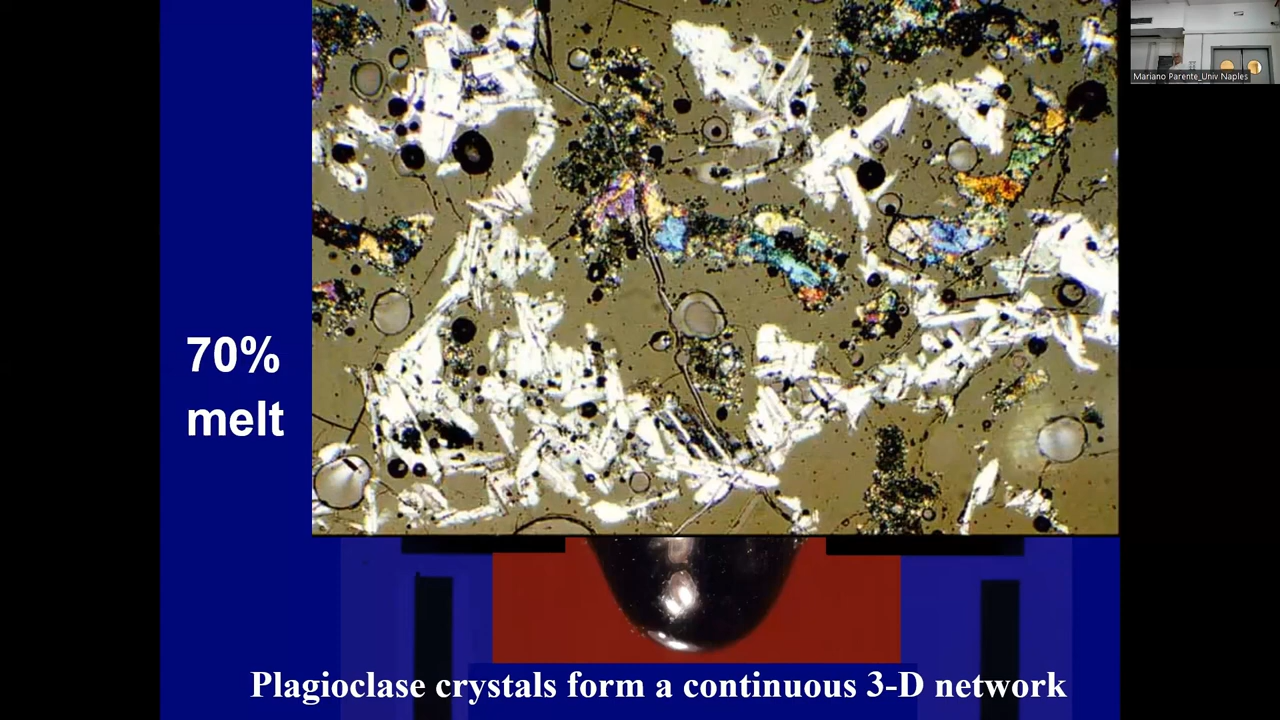 Mariano Parente_Univ Naples
70%
melt
Plagioclase crystals form a continuous 3-D network